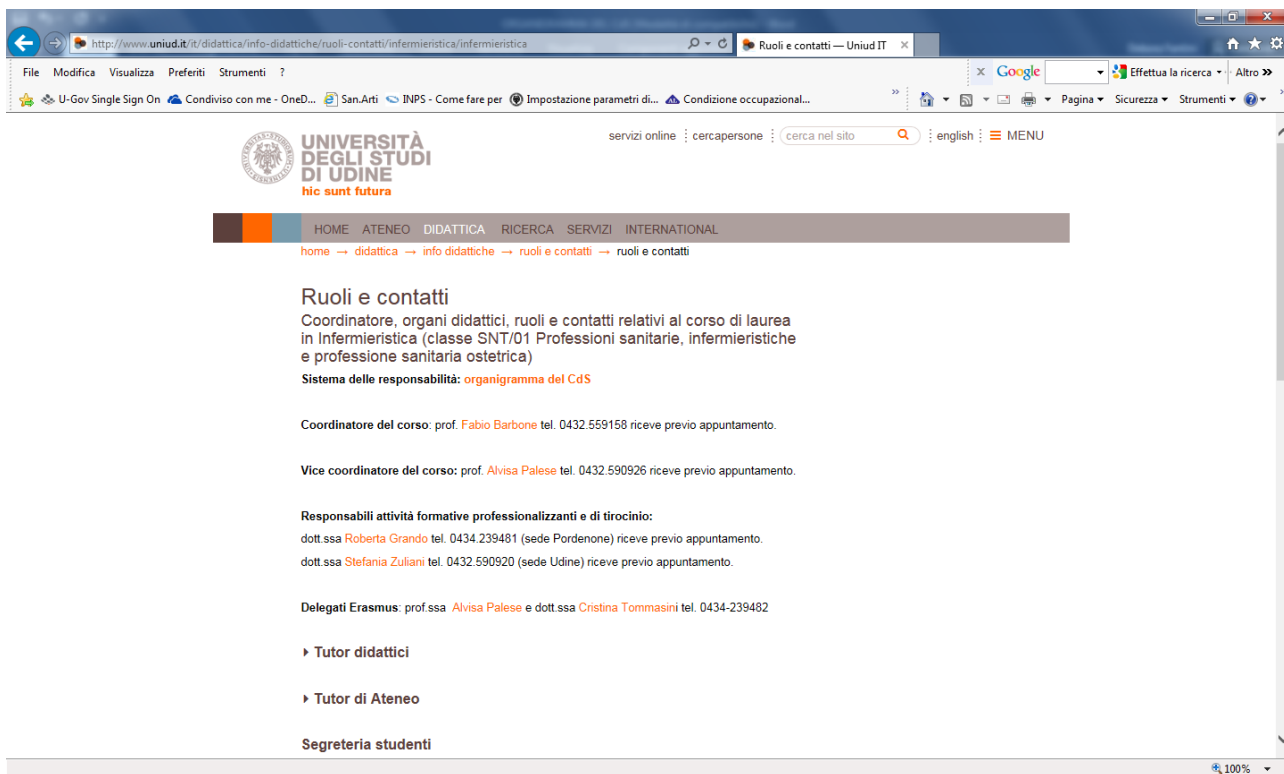 http://www.uniud.it/it/didattica/info-didattiche/ruoli-contatti/infermieristica/infermieristica
Ruoli e contatti — Uniud IT
File Modifica Visualizza Preferiti Strumenti ?
x Google Effettua la ricerca Altro »
U-Gov Single Sign On Condiviso con me - OneD... San.Arti INPS - Come fare per Impostazione parametri di... Condizione occupazional... » Pagina Sicurezza Strumenti
servizi online cercapersone cerca nel sito english MENU
UNIVERSITÀ
DEGLI STUDI
DI UDINE
hic sunt futura
HOME ATENEO DIDATTICA RICERCA SERVIZI INTERNATIONAL
home → didattica → info didattiche → ruoli e contatti → ruoli e contatti
Ruoli e contatti
Coordinatore, organi didattici, ruoli e contatti relativi al corso di laurea
in Infermieristica (classe SNT/01 Professioni sanitarie, infermieristiche
e professione sanitaria ostetrica)
Sistema delle responsabilità: organigramma del CdS
Coordinatore del corso: prof. Fabio Barbone tel. 0432.559158 riceve previo appuntamento.
Vice coordinatore del corso: prof. Alvisa Palese tel. 0432.590926 riceve previo appuntamento.
Responsabili attività formative professionalizzanti e di tirocinio:
dott.ssa Roberta Grando tel. 0434.239481 (sede Pordenone) riceve previo appuntamento.
dott.ssa Stefania Zuliani tel. 0432.590920 (sede Udine) riceve previo appuntamento.
Delegati Erasmus: prof.ssa Alvisa Palese e dott.ssa Cristina Tommasini tel. 0434-239482
Tutor didattici
Tutor di Ateneo
Segreteria studenti
100%